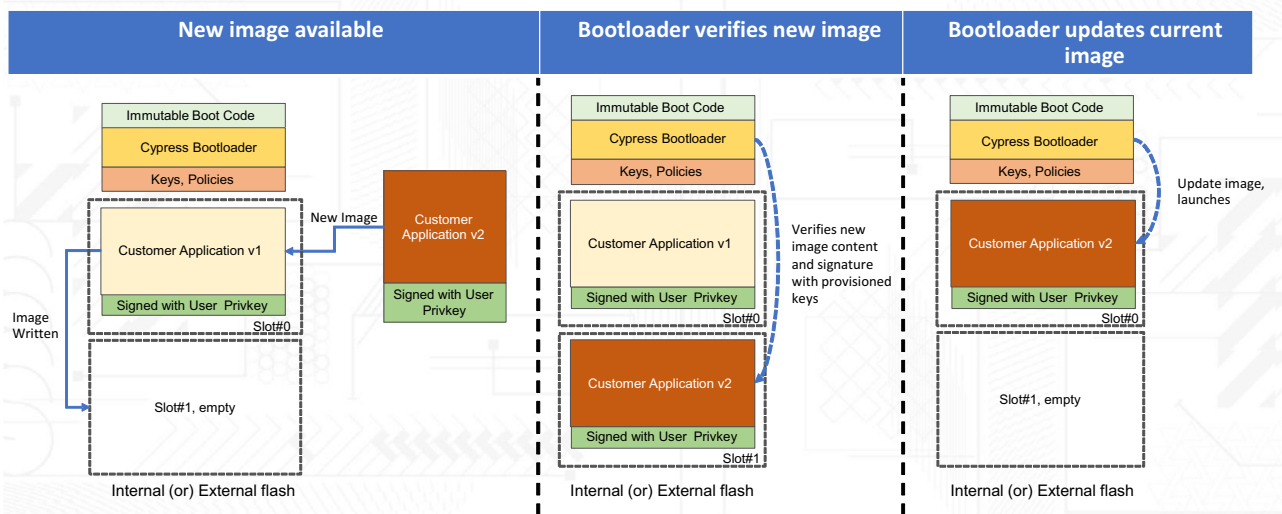 New image available
Bootloader verifies new image
Bootloader updates current
image
Immutable Boot Code
Cypress Bootloader
Keys, Policies
Customer Application v1
Signed with User Privkey
Slot#0
New Image
Customer
Application v2
Signed with User
Privkey
Image
Written
Slot#1, empty
Internal (or) External flash
Immutable Boot Code
Cypress Bootloader
Keys, Policies
Customer Application v1
Signed with User Privkey
Slot#0
Verifies new
image content
and signature
with provisioned
keys
Customer Application v2
Signed with User Privkey
Slot#1
Internal (or) External flash
Immutable Boot Code
Cypress Bootloader
Keys, Policies
Update image,
launches
Customer Application v2
Signed with User Privkey
Slot#0
Slot#1, empty
Internal (or) External flash